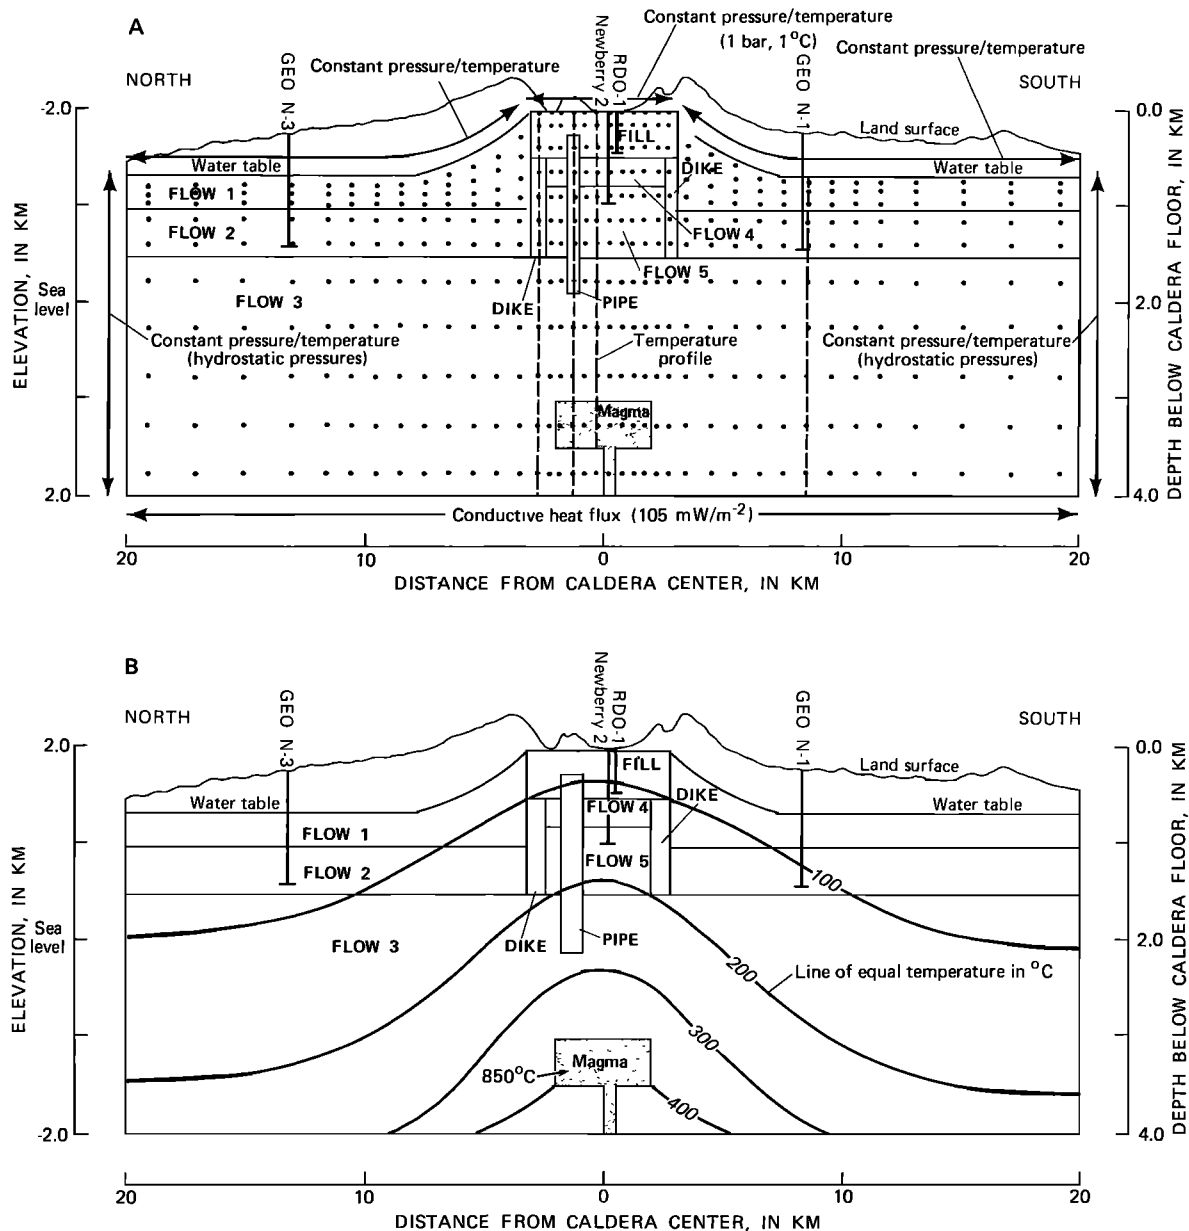 A
Constant pressure/temperature
(1 bar, 1°C)
Constant pressure/temperature
Constant pressure/temperature
NORTH
GEO N-3
Newberry 2
RDO-1
GEO N-1
SOUTH
-2.0
0.0
FILL
Land surface
Water table
DIKE
Water table
FLOW 1
FLOW 2
FLOW 4
FLOW 5
Sea
level
FLOW 3
DIKE
PIPE
2.0
Constant pressure/temperature
(hydrostatic pressures)
Temperature
profile
Constant pressure/temperature
(hydrostatic pressures)
Magma
2.0
4.0
ELEVATION, IN KM
DEPTH BELOW CALDERA FLOOR, IN KM
Conductive heat flux (105 mW/m-2)
20
10
0
10
20
DISTANCE FROM CALDERA CENTER, IN KM
B
NORTH
GEO N-3
Newberry 2
RDO-1
GEO N-1
SOUTH
2.0
0.0
FILL
Land surface
Water table
FLOW 4
DIKE
Water table
FLOW 1
FLOW 2
FLOW 5
100
Sea
level
FLOW 3
DIKE
PIPE
2.0
200
Line of equal temperature in °C
300
Magma
850°C
400
-2.0
4.0
ELEVATION, IN KM
DEPTH BELOW CALDERA FLOOR, IN KM
20
10
0
10
20
DISTANCE FROM CALDERA CENTER, IN KM